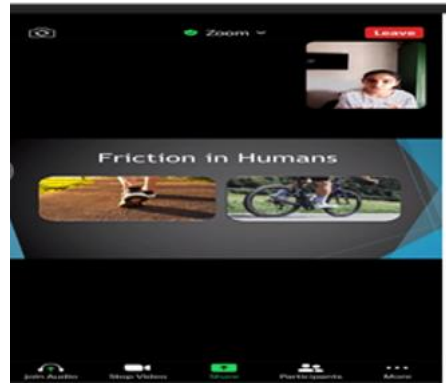 Zoom
Leave
Friction in Humans
Join Audio
Stop Video
Share
Participants
More